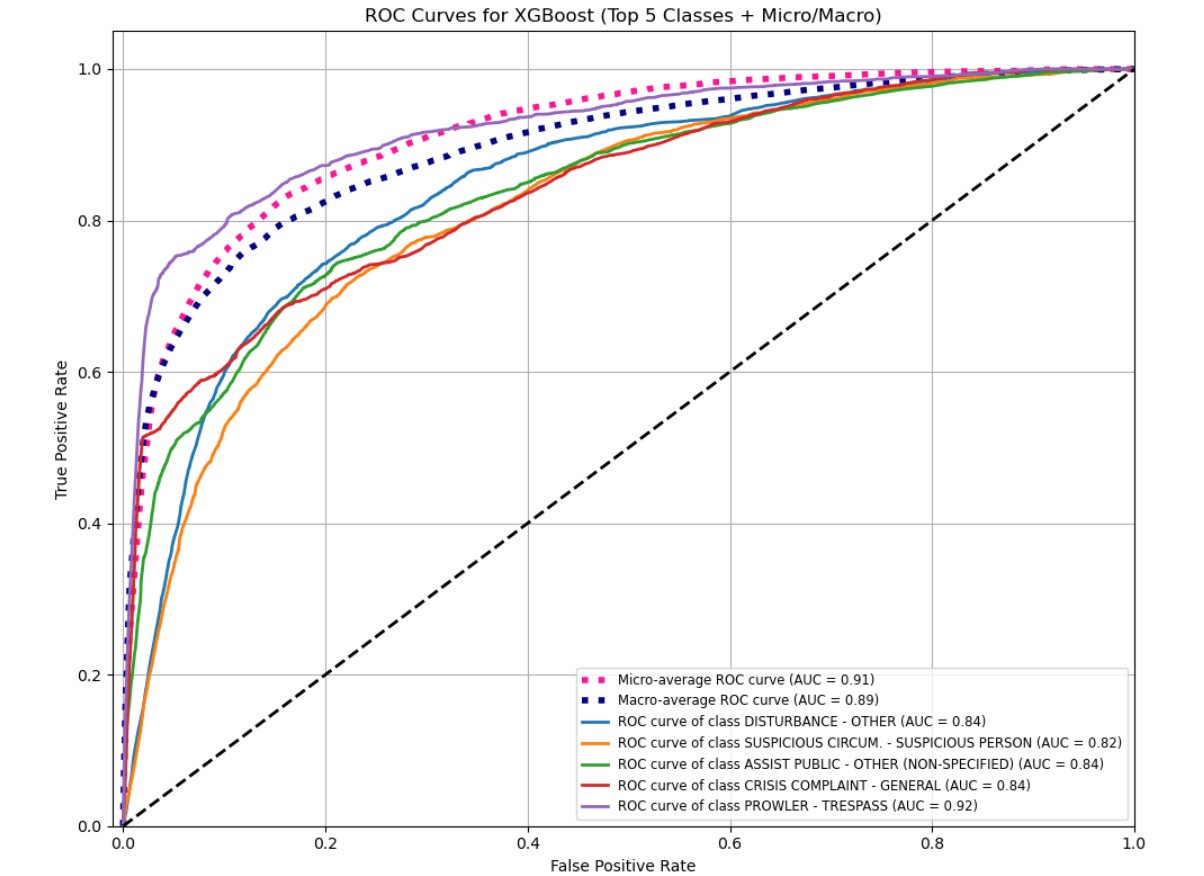 ROC Curves for XGBoost (Top 5 Classes + Micro/Macro)
1.0
0.8
0.6
0.4
0.2
0.0
True Positive Rate
Micro-average ROC curve (AUC = 0.91)
Macro-average ROC curve (AUC = 0.89)
ROC curve of class DISTURBANCE - OTHER (AUC = 0.84)
ROC curve of class SUSPICIOUS CIRCUM. - SUSPICIOUS PERSON (AUC = 0.82)
ROC curve of class ASSIST PUBLIC - OTHER (NON-SPECIFIED) (AUC = 0.84)
ROC curve of class CRISIS COMPLAINT - GENERAL (AUC = 0.84)
ROC curve of class PROWLER - TRESPASS (AUC = 0.92)
0.0 0.2 0.4 0.6 0.8 1.0
False Positive Rate